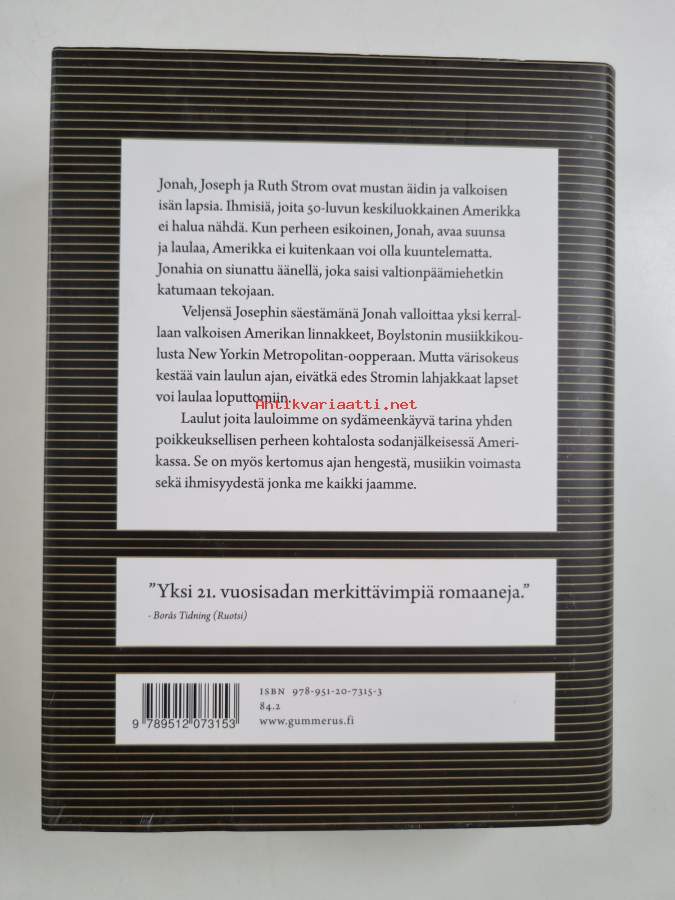 Jonah, Joseph ja Ruth Strom ovat mustan äidin ja valkoisen
isän lapsia. Ihmisiä, joita 50-luvun keskiluokkainen Amerikka
ei halua nähdä. Kun perheen esikoinen, Jonah, avaa suunsa
ja laulaa, Amerikka ei kuitenkaan voi olla kuuntelematta.
Jonahia on siunattu äänellä, joka saisi valtionpäämiehetkin
katumaan tekojaan.
Veljensä Josephin säestämänä Jonah valloittaa yksi kerral-
laan valkoisen Amerikan linnakkeet, Boylstonin musiikkikou-
lusta New Yorkin Metropolitan-oopperaan. Mutta värisokeus
kestää vain laulun ajan, eivätkä edes Stromin lahjakkaat lapset
voi laulaa loputtomiin.
Antikvariaatti.net
Laulut joita lauloimme on sydämeenkäyvä tarina yhden
poikkeuksellisen perheen kohtalosta sodanjälkeisessä Ameri-
kassa. Se on myös kertomus ajan hengestä, musiikin voimasta
sekä ihmisyydestä jonka me kaikki jaamme.
"Yksi 21. vuosisadan merkittävimpiä romaaneja."
- Borås Tidning (Ruotsi)
ISBN 978-951-20-7315-3
84.2
www.gummerus.fi
9 789512 073153